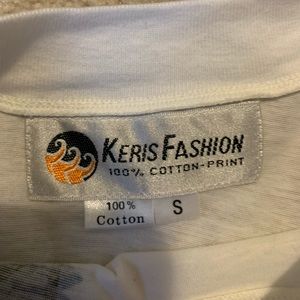 KERIS FASHION
100% COTTON-PRINT
100%
Cotton
S